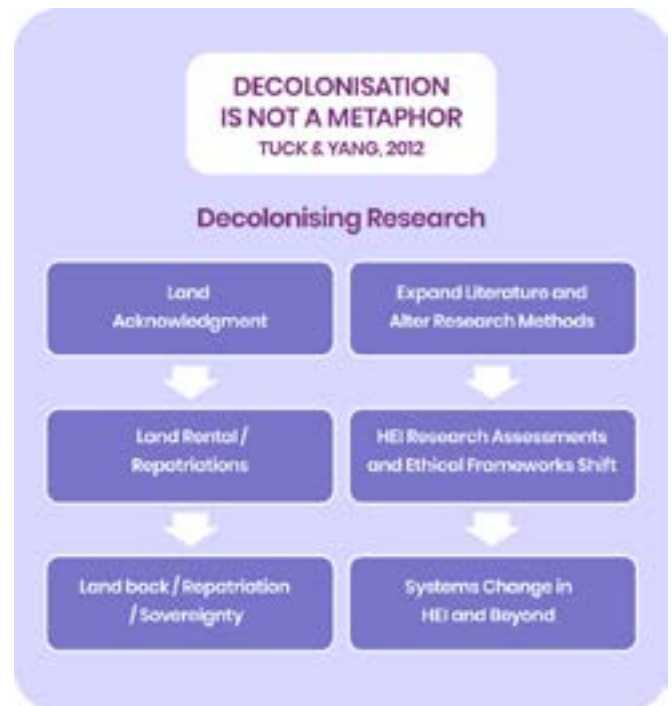 DECOLONISATION
IS NOT A METAPHOR
TUCK & YANG, 2012
Decolonising Research
Land
Acknowledgment
Expand Literature and
Alter Research Methods
Land Rental /
Repatriations
HEI Research Assessments
and Ethical Frameworks Shift
Land back / Repatriation
/ Sovereignty
Systems Change in
HEI and Beyond